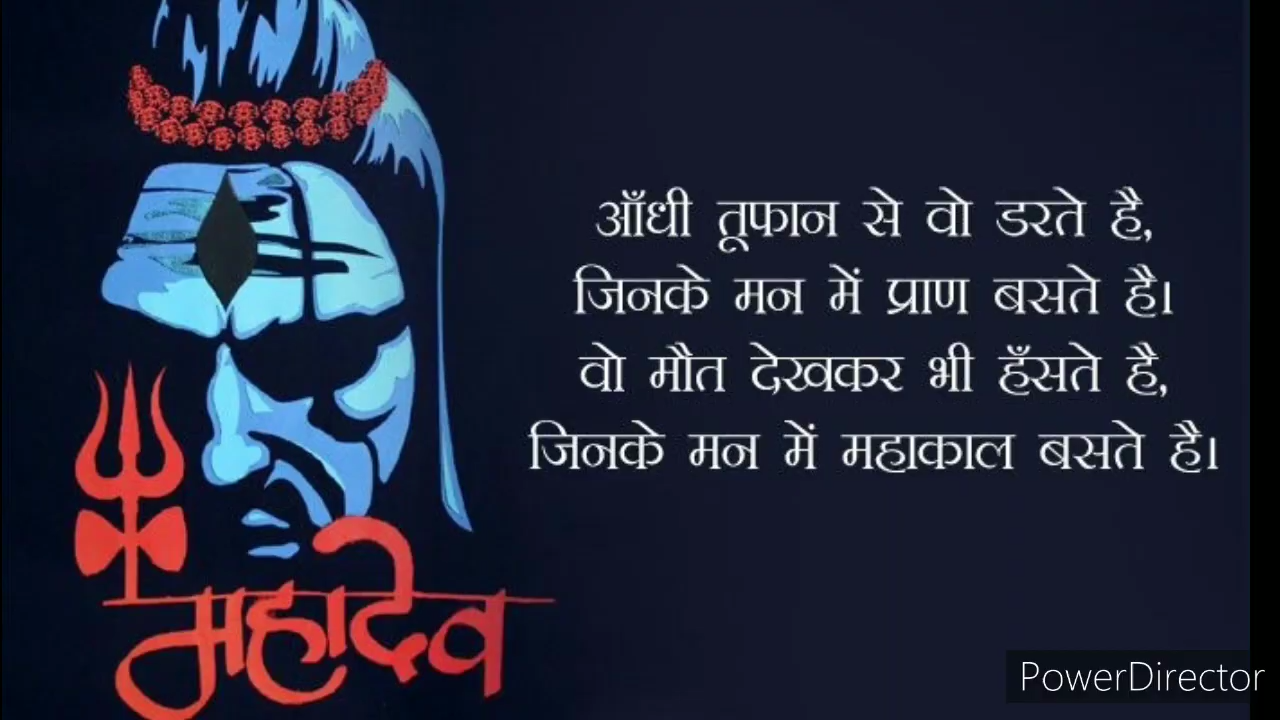 आँधी तूफान से वो डरते है,
जिनके मन में प्राण बसते है।
वो मौत देखकर भी हँसते है,
जिनके मन में महाकाल बसते है।
महादेव
PowerDirector